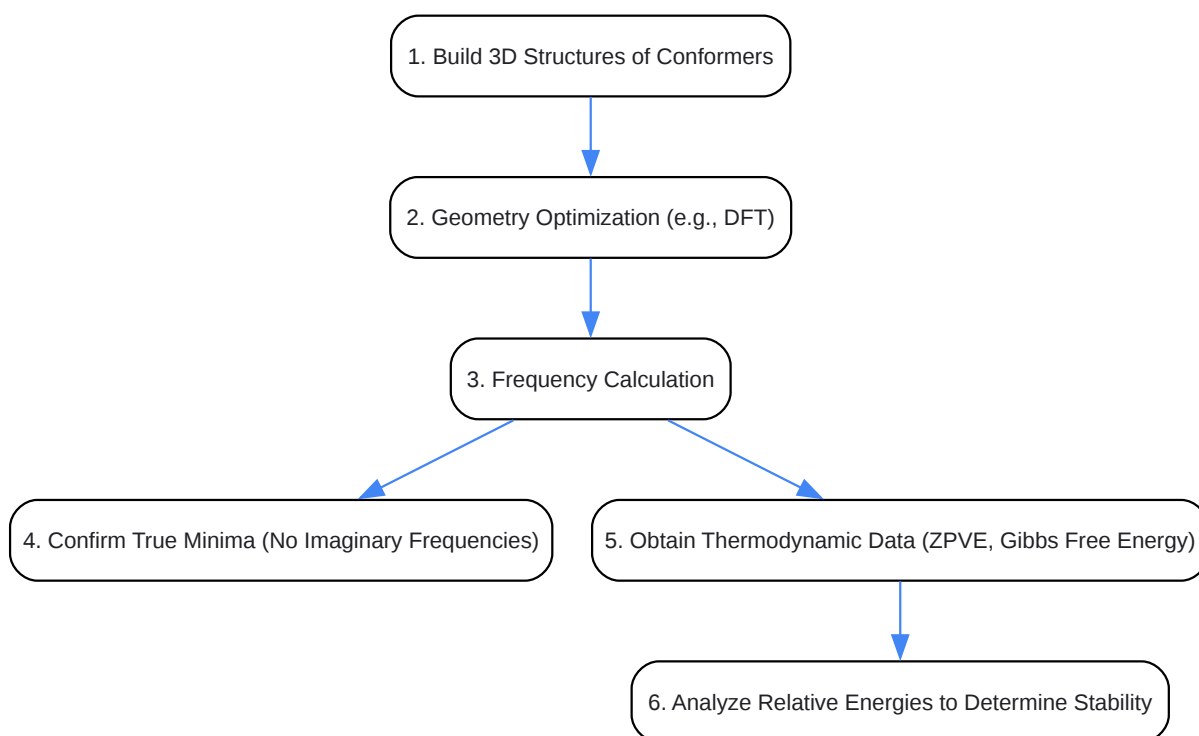 1. Build 3D Structures of Conformers
2. Geometry Optimization (e.g., DFT)
3. Frequency Calculation
4. Confirm True Minima (No Imaginary Frequencies)
5. Obtain Thermodynamic Data (ZPVE, Gibbs Free Energy)
6. Analyze Relative Energies to Determine Stability